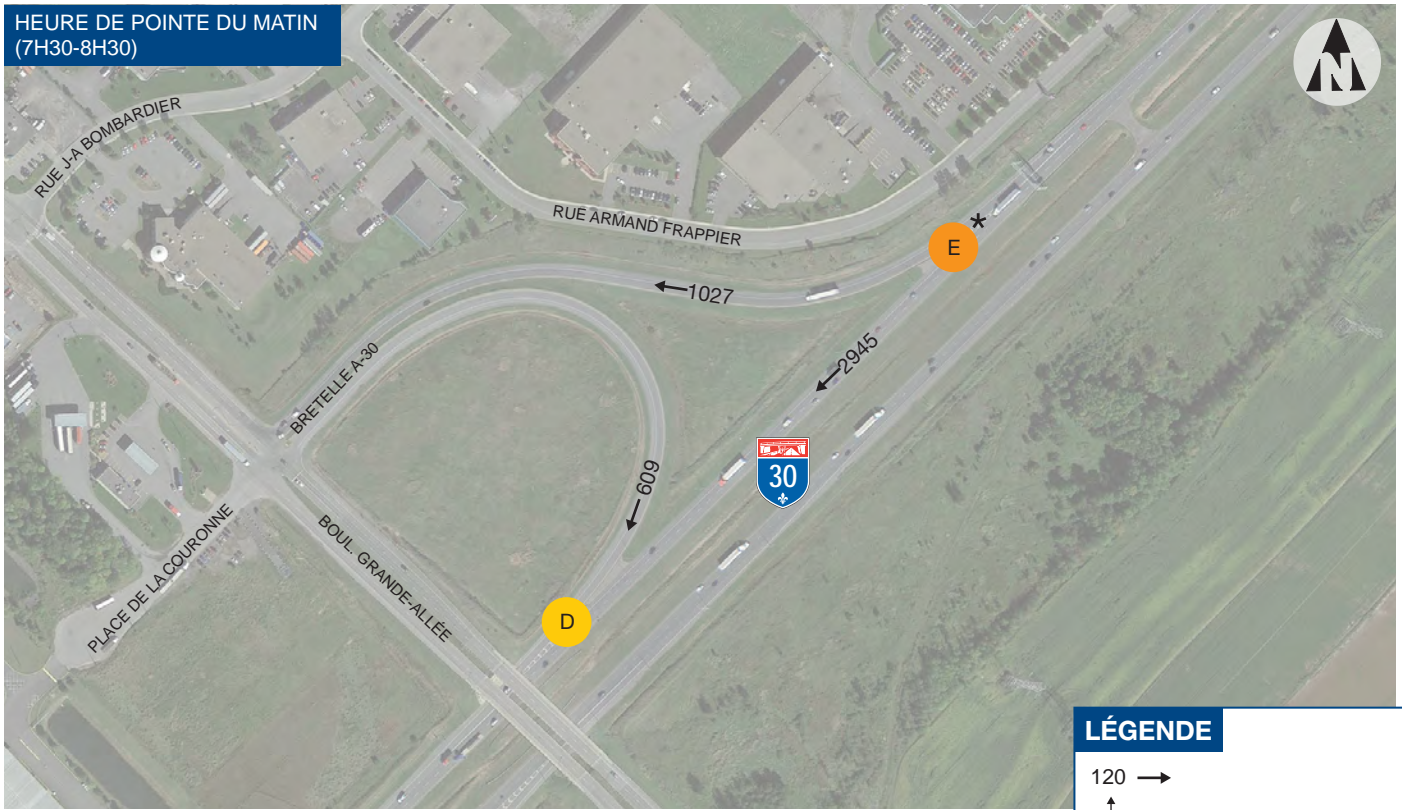 HEURE DE POINTE DU MATIN
(7H30-8H30)
N
RUE J-A BOMBARDIER
RUE ARMAND FRAPPIER
E *
1027
2945
BRETELLE A-30
30
609
PLACE DE LA COURONNE
BOUL. GRANDE-ALLÉE
D
LÉGENDE
120